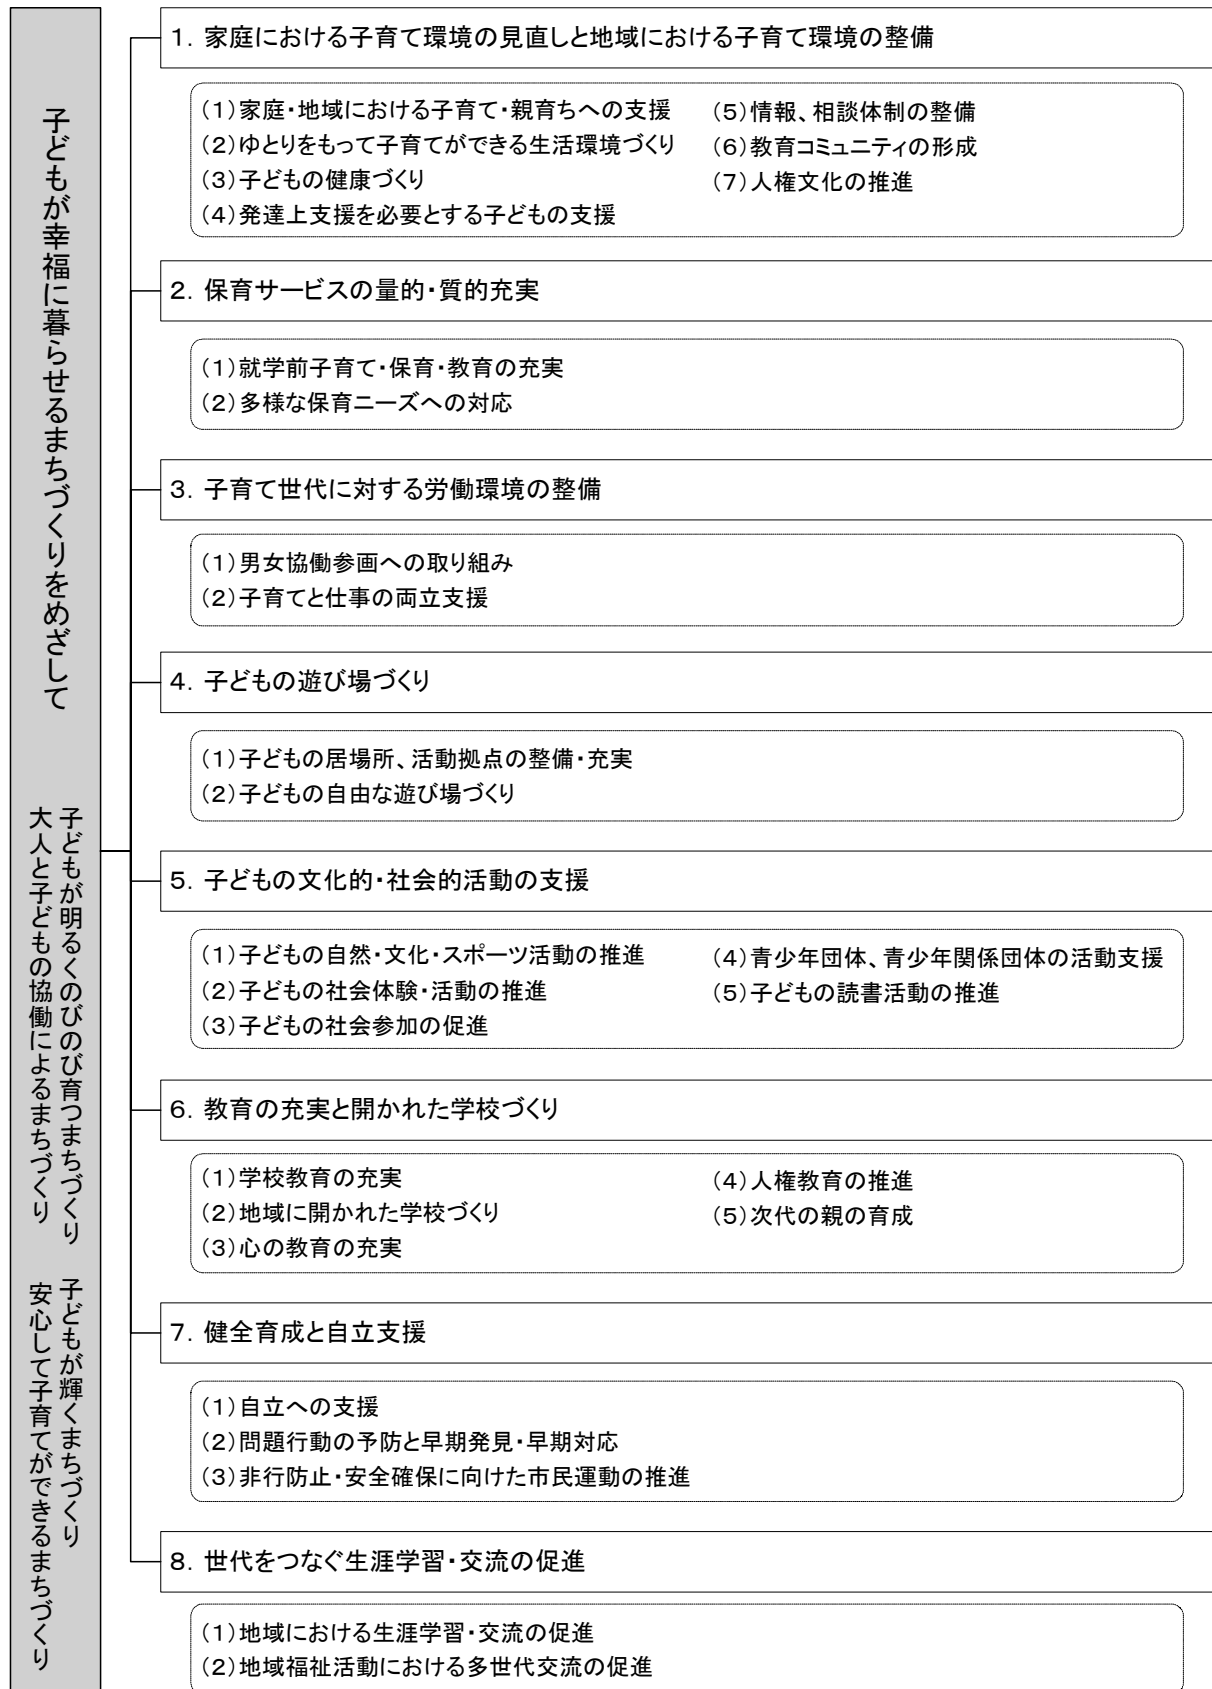 子どもが幸福に暮らせるまちづくりをめざして
子どもが明るくのびのび育つまちづくり
大人と子どもの協働によるまちづくり
子どもが輝くまちづくり
安心して子育てができるまちづくり
1．家庭における子育て環境の見直しと地域における子育て環境の整備
（1）家庭・地域における子育て・親育ちへの支援
（2）ゆとりをもって子育てができる生活環境づくり
（3）子どもの健康づくり
（4）発達上支援を必要とする子どもの支援
（5）情報、相談体制の整備
（6）教育コミュニティの形成
（7）人権文化の推進
2．保育サービスの量的・質的充実
（1）就学前子育て・保育・教育の充実
（2）多様な保育ニーズへの対応
3．子育て世代に対する労働環境の整備
（1）男女協働参画への取り組み
（2）子育てと仕事の両立支援
4．子どもの遊び場づくり
（1）子どもの居場所、活動拠点の整備・充実
（2）子どもの自由な遊び場づくり
5．子どもの文化的・社会的活動の支援
（1）子どもの自然・文化・スポーツ活動の推進
（2）子どもの社会体験・活動の推進
（3）子どもの社会参加の促進
（4）青少年団体、青少年関係団体の活動支援
（5）子どもの読書活動の推進
6．教育の充実と開かれた学校づくり
（1）学校教育の充実
（2）地域に開かれた学校づくり
（3）心の教育の充実
（4）人権教育の推進
（5）次代の親の育成
7．健全育成と自立支援
（1）自立への支援
（2）問題行動の予防と早期発見・早期対応
（3）非行防止・安全確保に向けた市民運動の推進
8．世代をつなぐ生涯学習・交流の促進
（1）地域における生涯学習・交流の促進
（2）地域福祉活動における多世代交流の促進